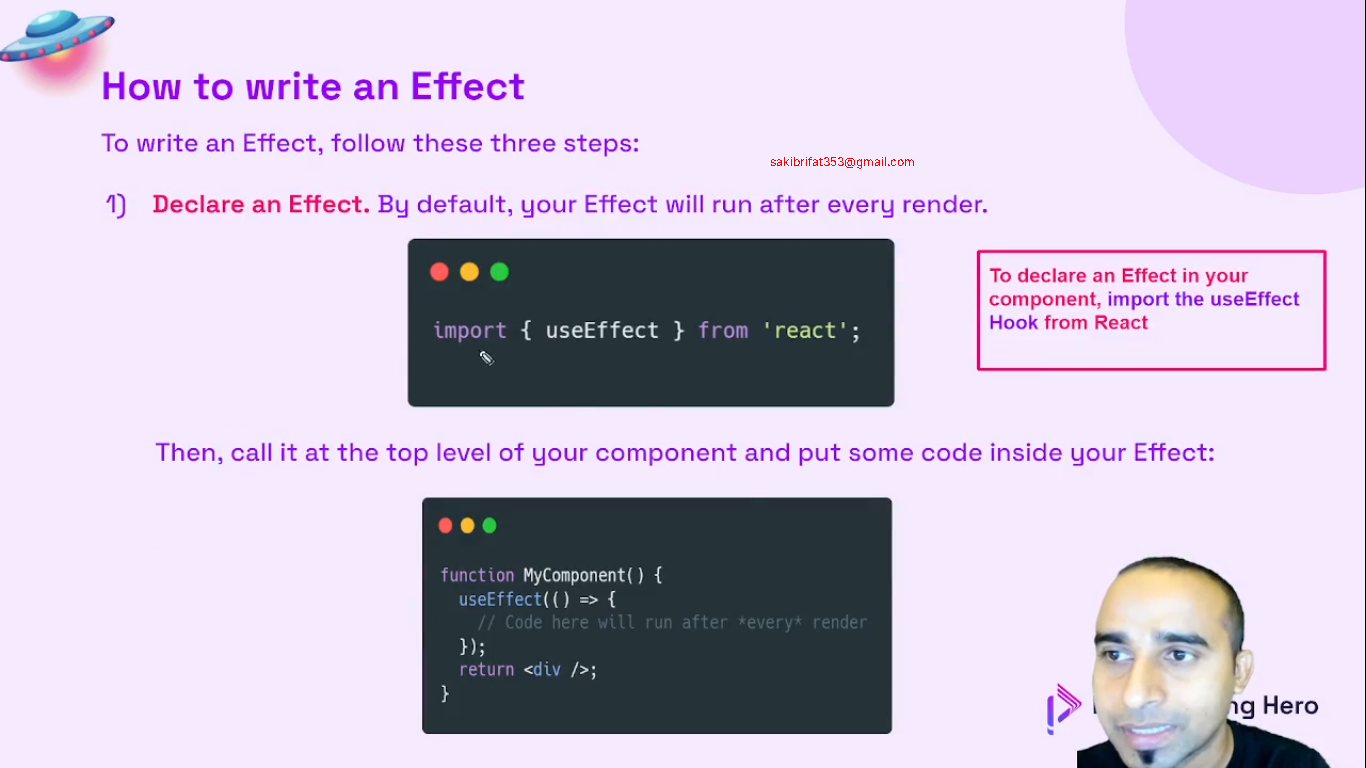 How to write an Effect
To write an Effect, follow these three steps:
sakibrifat353@gmail.com
1) Declare an Effect. By default, your Effect will run after every render.
import { useEffect } from 'react';
To declare an Effect in your
component, import the useEffect
Hook from React
Then, call it at the top level of your component and put some code inside your Effect:
function MyComponent() {
  useEffect(() => {
    // Code here will run after *every* render
  });
  return <div />;
}
Hero